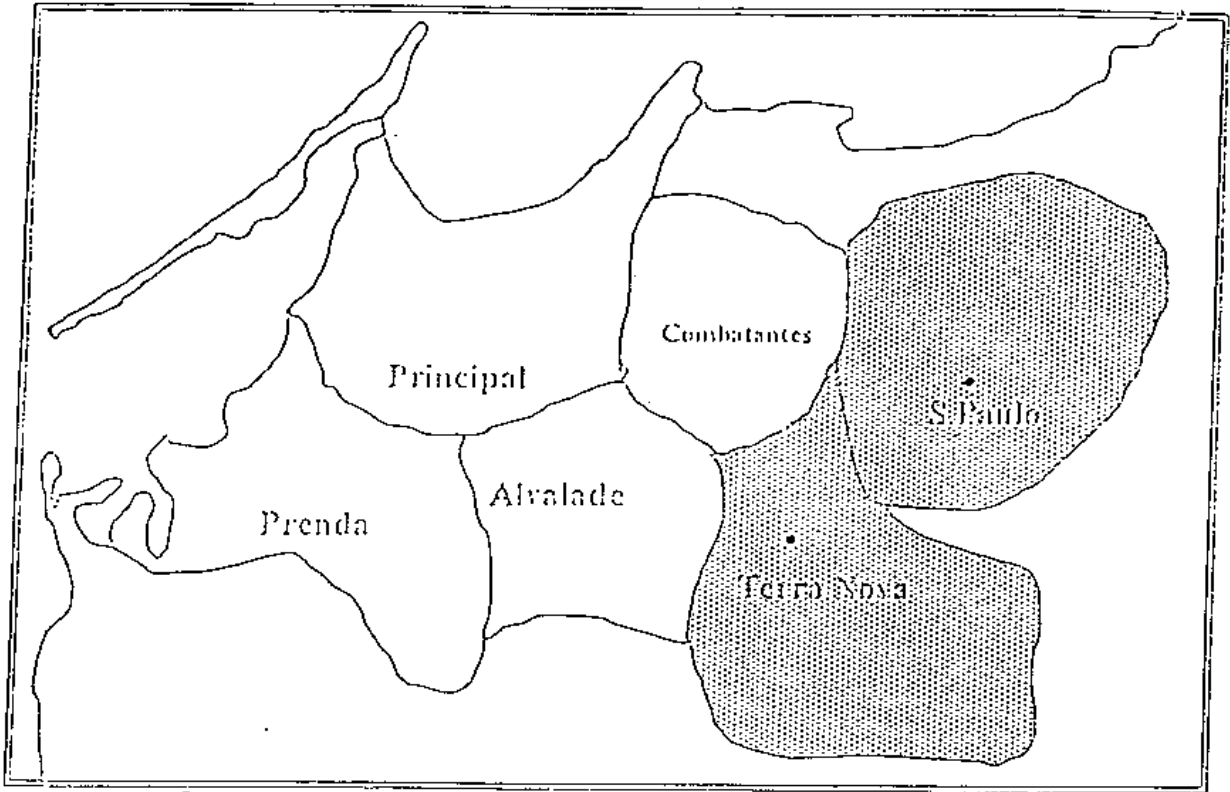 Combatantes
Principal
S.Paulo
Alvalade
Prenda
Terra Nova